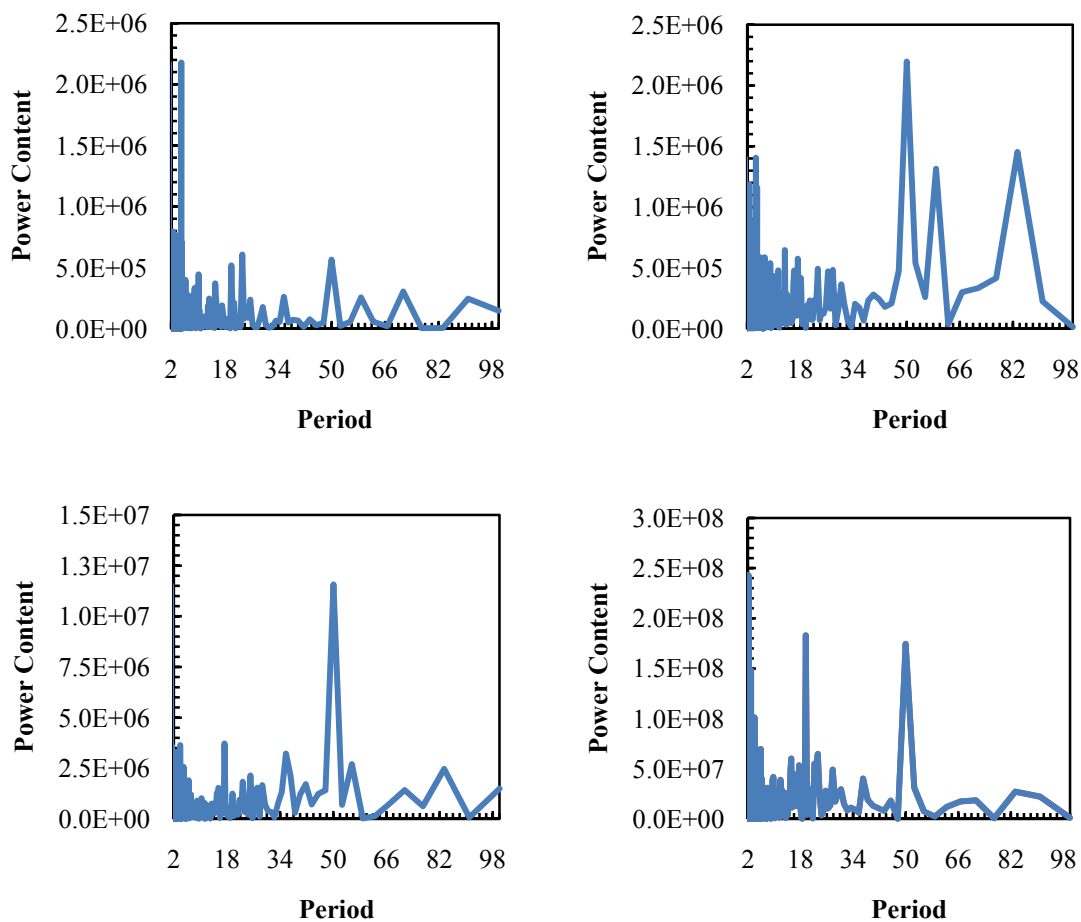 2.5E+06
2.0E+06
1.5E+06
1.0E+06
5.0E+05
0.0E+00
Power Content
2 18 34 50 66 82 98
Period
2.5E+06
2.0E+06
1.5E+06
1.0E+06
5.0E+05
0.0E+00
Power Content
2 18 34 50 66 82 98
Period
1.5E+07
1.3E+07
1.0E+07
7.5E+06
5.0E+06
2.5E+06
0.0E+00
Power Content
2 18 34 50 66 82 98
Period
3.0E+08
2.5E+08
2.0E+08
1.5E+08
1.0E+08
5.0E+07
0.0E+00
Power Content
2 18 34 50 66 82 98
Period